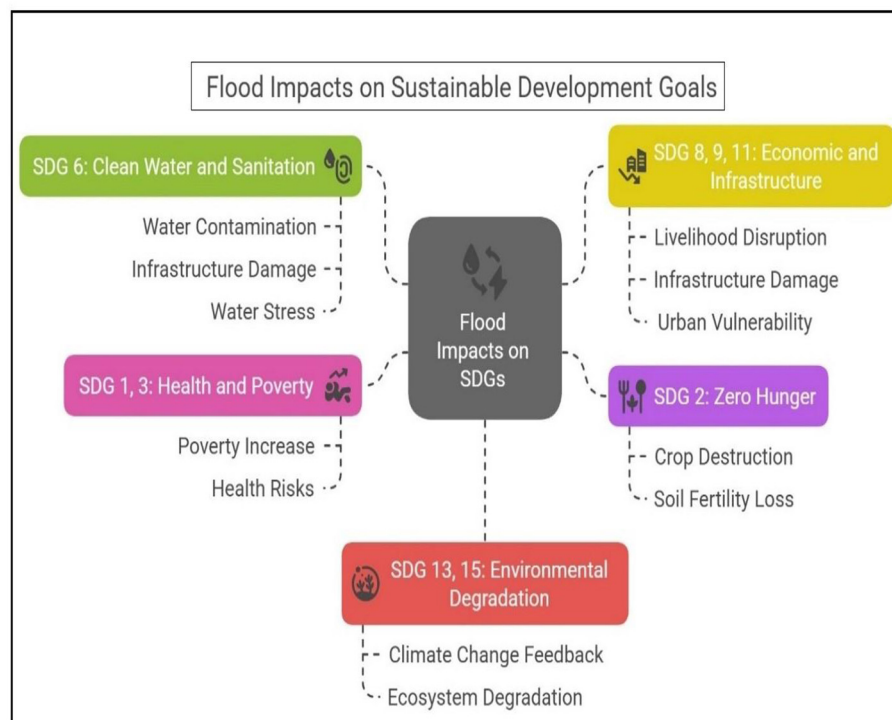 Flood Impacts on Sustainable Development Goals
SDG 6: Clean Water and Sanitation
Water Contamination
Infrastructure Damage
Water Stress
SDG 1, 3: Health and Poverty
Poverty Increase
Health Risks
Flood
Impacts on
SDGs
SDG 8, 9, 11: Economic and
Infrastructure
Livelihood Disruption
Infrastructure Damage
Urban Vulnerability
SDG 2: Zero Hunger
Crop Destruction
Soil Fertility Loss
SDG 13, 15: Environmental
Degradation
Climate Change Feedback
Ecosystem Degradation